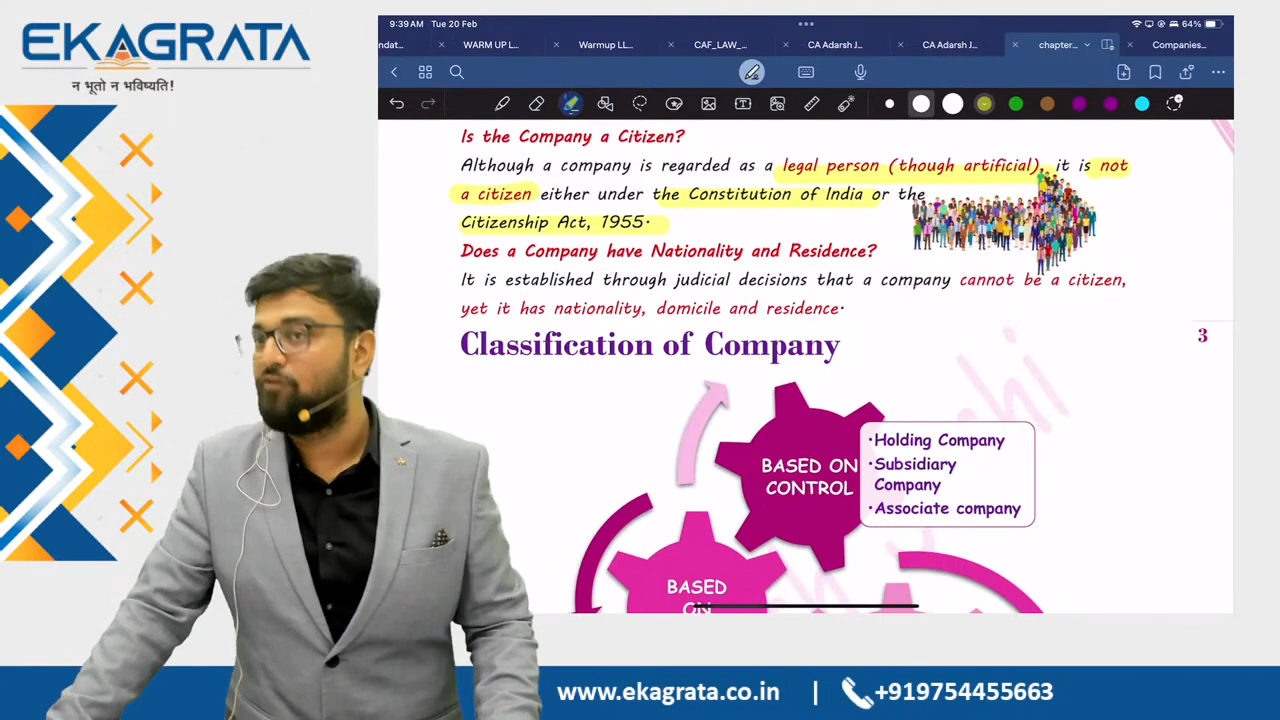 EKAGRATA
न भूतो न भविष्यति!
9:39 AM Tue 20 Feb
64%
ndat...
WARM UP L...
Warmup LL...
CAF_LAW_...
CA Adarsh J...
CA Adarsh J...
chapter...
Companies...
Is the Company a Citizen?
Although a company is regarded as a legal person (though artificial), it is not
a citizen either under the Constitution of India or the
Citizenship Act, 1955.
Does a Company have Nationality and Residence?
It is established through judicial decisions that a company cannot be a citizen,
yet it has nationality, domicile and residence.
Classification of Company
3
BASED ON
CONTROL
•Holding Company
•Subsidiary
Company
•Associate company
BASED
ON
www.ekagrata.co.in | +919754455663